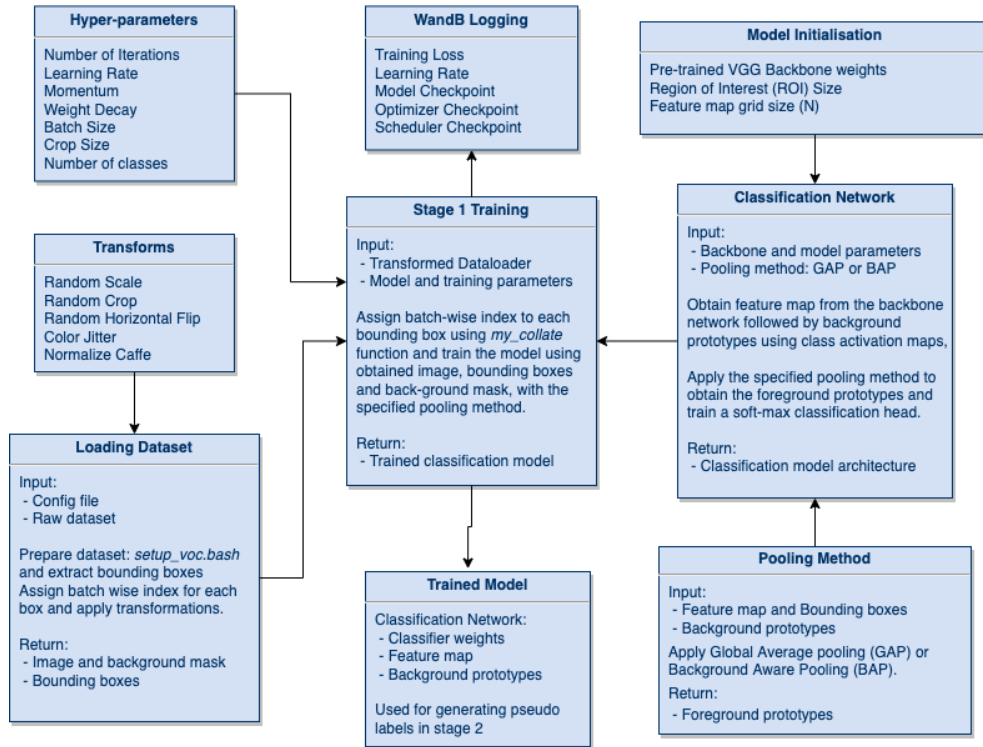 Hyper-parameters
Number of Iterations
Learning Rate
Momentum
Weight Decay
Batch Size
Crop Size
Number of classes
WandB Logging
Training Loss
Learning Rate
Model Checkpoint
Optimizer Checkpoint
Scheduler Checkpoint
Model Initialisation
Pre-trained VGG Backbone weights
Region of Interest (ROI) Size
Feature map grid size (N)
Transforms
Random Scale
Random Crop
Random Horizontal Flip
Color Jitter
Normalize Caffe
Stage 1 Training
Input:
- Transformed Dataloader
- Model and training parameters
Assign batch-wise index to each
bounding box using my_collate
function and train the model using
obtained image, bounding boxes
and back-ground mask, with the
specified pooling method.
Return:
- Trained classification model
Classification Network
Input:
- Backbone and model parameters
- Pooling method: GAP or BAP
Obtain feature map from the backbone
network followed by background
prototypes using class activation maps,
Apply the specified pooling method to
obtain the foreground prototypes and
train a soft-max classification head.
Return:
- Classification model architecture
Loading Dataset
Input:
- Config file
- Raw dataset
Prepare dataset: setup_voc.bash
and extract bounding boxes
Assign batch wise index for each
box and apply transformations.
Return:
- Image and background mask
- Bounding boxes
Trained Model
Classification Network:
- Classifier weights
- Feature map
- Background prototypes
Used for generating pseudo
labels in stage 2
Pooling Method
Input:
- Feature map and Bounding boxes
- Background prototypes
Apply Global Average pooling (GAP) or
Background Aware Pooling (BAP).
Return:
- Foreground prototypes